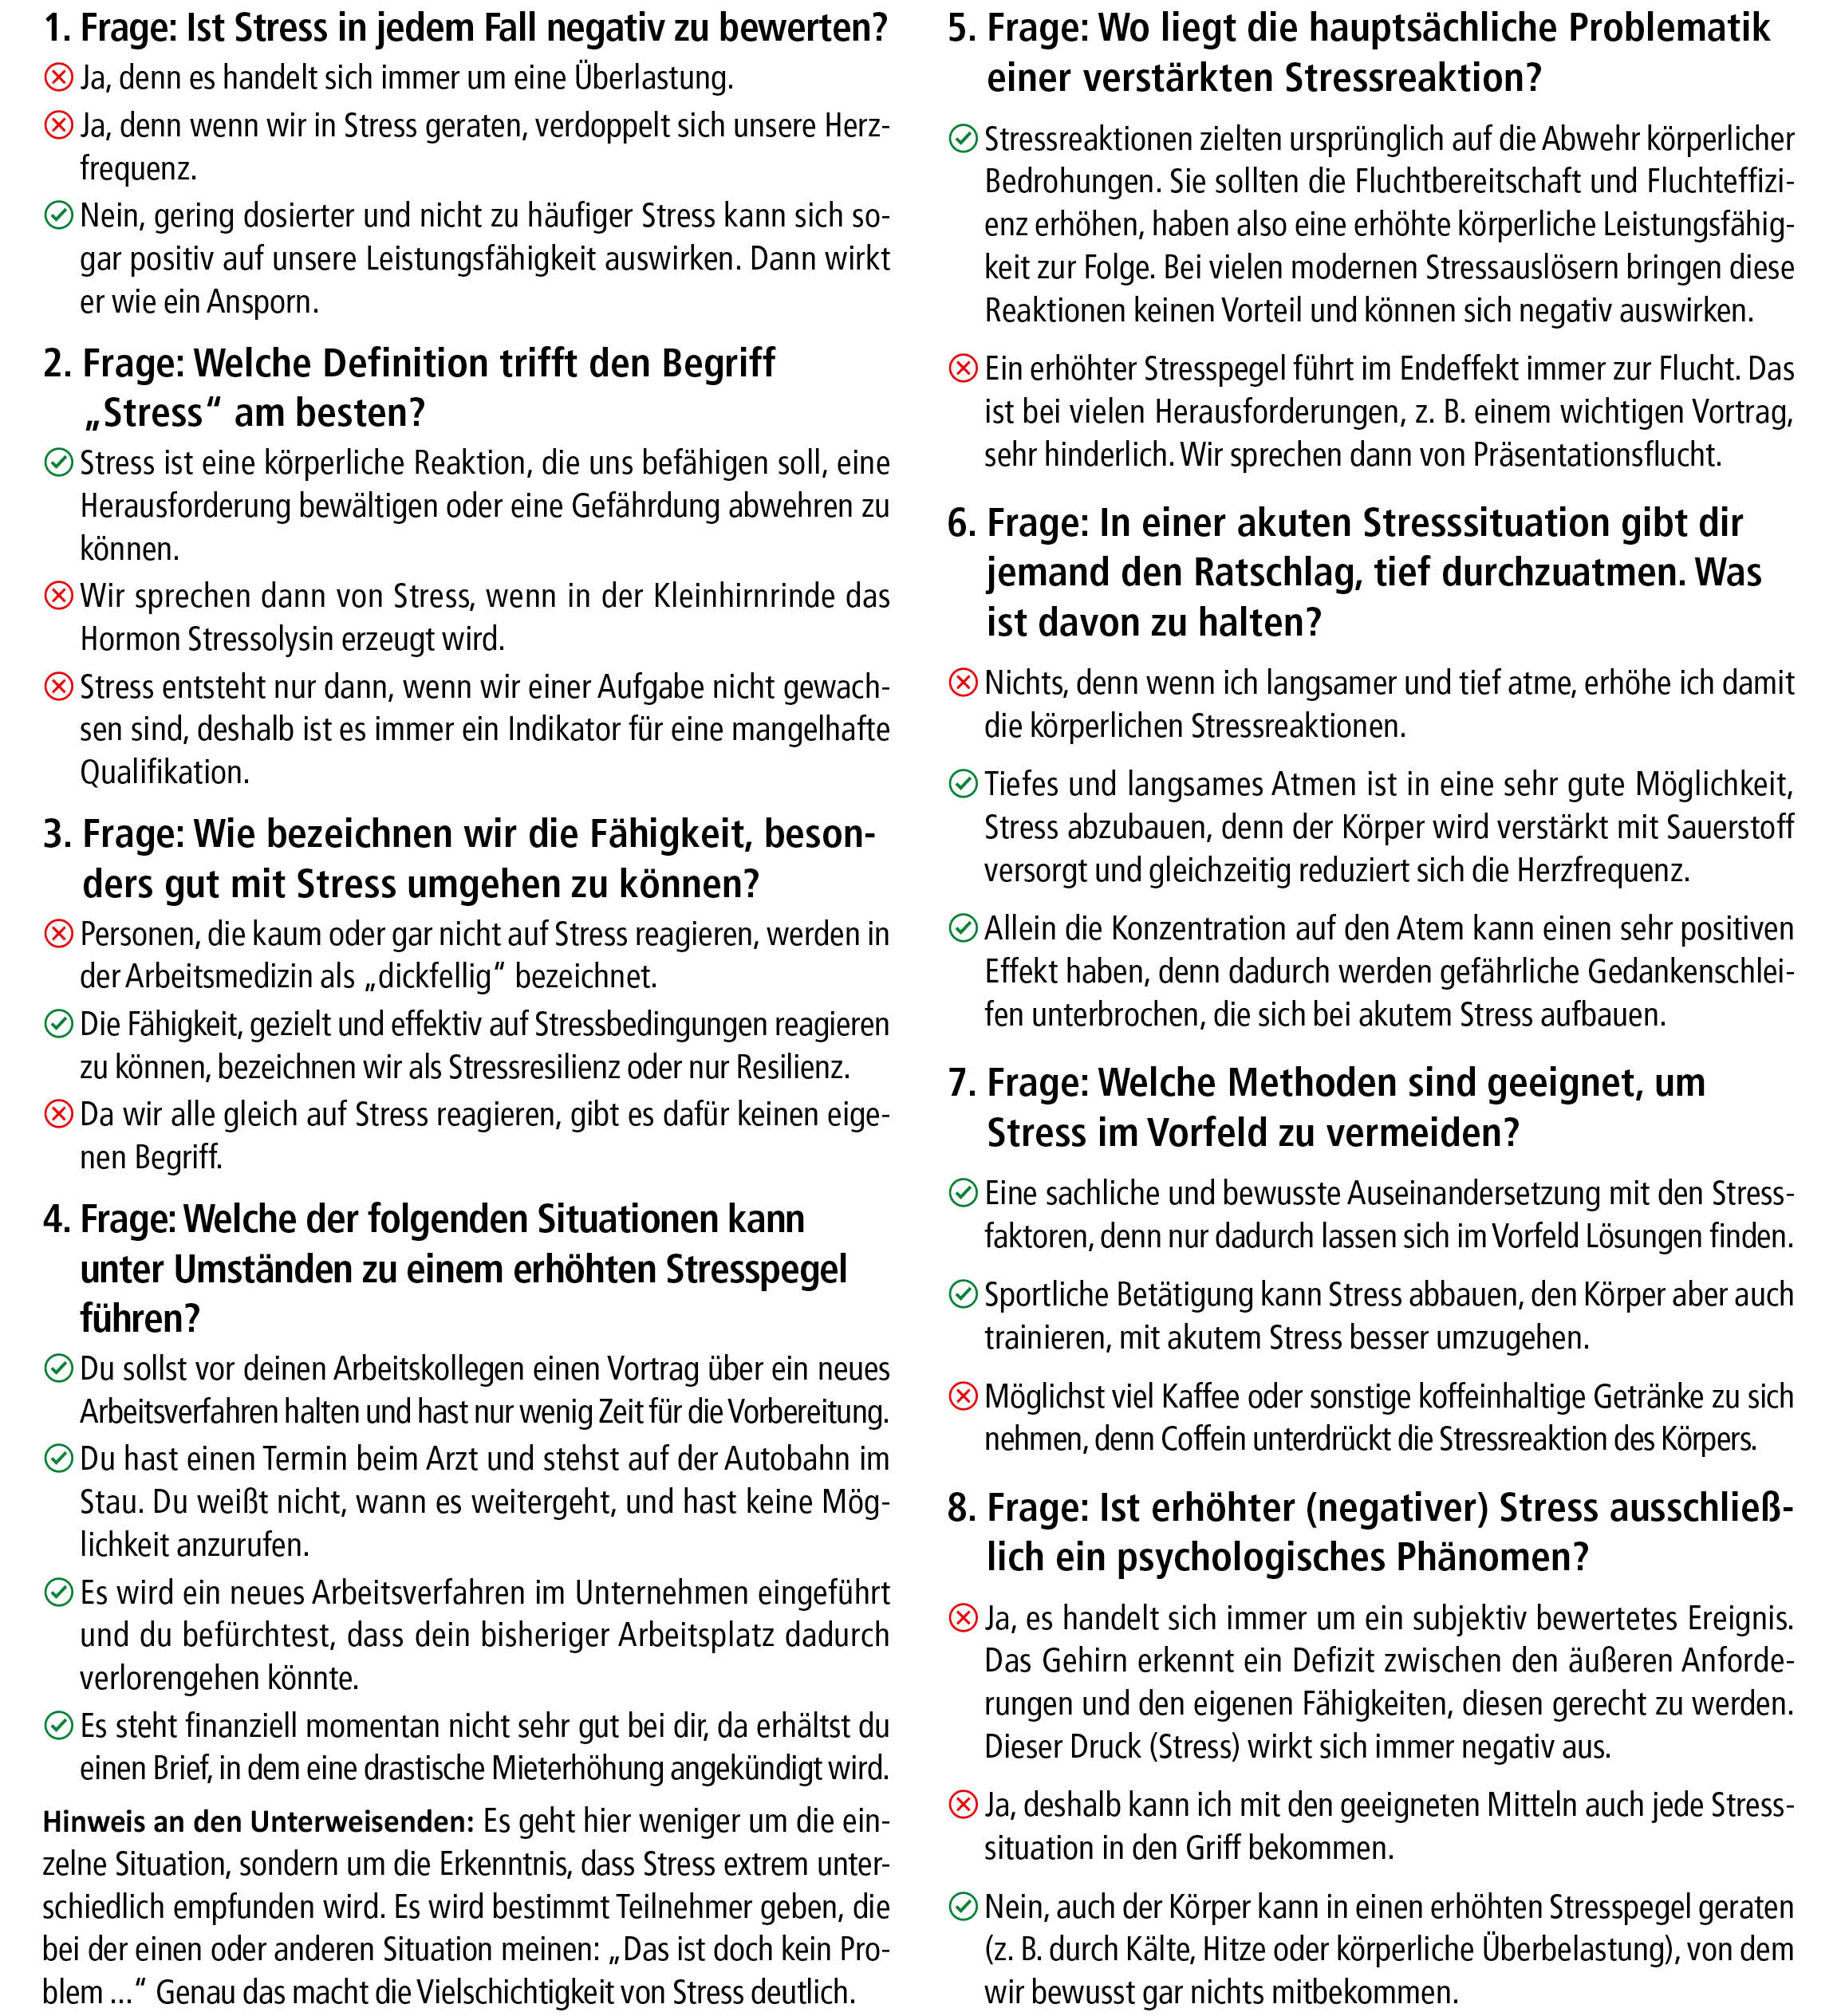 1. Frage: Ist Stress in jedem Fall negativ zu bewerten?
Ja, denn es handelt sich immer um eine Überlastung.
Ja, denn wenn wir in Stress geraten, verdoppelt sich unsere Herz-
frequenz.
Nein, gering dosierter und nicht zu häufiger Stress kann sich so-
gar positiv auf unsere Leistungsfähigkeit auswirken. Dann wirkt
er wie ein Ansporn.
2. Frage: Welche Definition trifft den Begriff
„Stress“ am besten?
Stress ist eine körperliche Reaktion, die uns befähigen soll, eine
Herausforderung bewältigen oder eine Gefährdung abwehren zu
können.
Wir sprechen dann von Stress, wenn in der Kleinhirnrinde das
Hormon Stressolysin erzeugt wird.
Stress entsteht nur dann, wenn wir einer Aufgabe nicht gewach-
sen sind, deshalb ist es immer ein Indikator für eine mangelhafte
Qualifikation.
3. Frage: Wie bezeichnen wir die Fähigkeit, beson-
ders gut mit Stress umgehen zu können?
Personen, die kaum oder gar nicht auf Stress reagieren, werden in
der Arbeitsmedizin als „dickfellig“ bezeichnet.
Die Fähigkeit, gezielt und effektiv auf Stressbedingungen reagieren
zu können, bezeichnen wir als Stressresilienz oder nur Resilienz.
Da wir alle gleich auf Stress reagieren, gibt es dafür keinen eige-
nen Begriff.
4. Frage: Welche der folgenden Situationen kann
unter Umständen zu einem erhöhten Stresspegel
führen?
Du sollst vor deinen Arbeitskollegen einen Vortrag über ein neues
Arbeitsverfahren halten und hast nur wenig Zeit für die Vorbereitung.
Du hast einen Termin beim Arzt und stehst auf der Autobahn im
Stau. Du weißt nicht, wann es weitergeht, und hast keine Mög-
lichkeit anzurufen.
Es wird ein neues Arbeitsverfahren im Unternehmen eingeführt
und du befürchtest, dass dein bisheriger Arbeitsplatz dadurch
verlorengehen könnte.
Es steht finanziell momentan nicht sehr gut bei dir, da erhältst du
einen Brief, in dem eine drastische Mieterhöhung angekündigt wird.
Hinweis an den Unterweisenden: Es geht hier weniger um die ein-
zelne Situation, sondern um die Erkenntnis, dass Stress extrem unter-
schiedlich empfunden wird. Es wird bestimmt Teilnehmer geben, die
bei der einen oder anderen Situation meinen: „Das ist doch kein Pro-
blem ...“ Genau das macht die Vielschichtigkeit von Stress deutlich.
5. Frage: Wo liegt die hauptsächliche Problematik
einer verstärkten Stressreaktion?
Stressreaktionen zielten ursprünglich auf die Abwehr körperlicher
Bedrohungen. Sie sollten die Fluchtbereitschaft und Fluchteffizi-
enz erhöhen, haben also eine erhöhte körperliche Leistungsfähig-
keit zur Folge. Bei vielen modernen Stressauslösern bringen diese
Reaktionen keinen Vorteil und können sich negativ auswirken.
Ein erhöhter Stresspegel führt im Endeffekt immer zur Flucht. Das
ist bei vielen Herausforderungen, z. B. einem wichtigen Vortrag,
sehr hinderlich. Wir sprechen dann von Präsentationsflucht.
6. Frage: In einer akuten Stresssituation gibt dir
jemand den Ratschlag, tief durchzuatmen. Was
ist davon zu halten?
Nichts, denn wenn ich langsamer und tief atme, erhöhe ich damit
die körperlichen Stressreaktionen.
Tiefes und langsames Atmen ist in eine sehr gute Möglichkeit,
Stress abzubauen, denn der Körper wird verstärkt mit Sauerstoff
versorgt und gleichzeitig reduziert sich die Herzfrequenz.
Allein die Konzentration auf den Atem kann einen sehr positiven
Effekt haben, denn dadurch werden gefährliche Gedankenschlei-
fen unterbrochen, die sich bei akutem Stress aufbauen.
7. Frage: Welche Methoden sind geeignet, um
Stress im Vorfeld zu vermeiden?
Eine sachliche und bewusste Auseinandersetzung mit den Stress-
faktoren, denn nur dadurch lassen sich im Vorfeld Lösungen finden.
Sportliche Betätigung kann Stress abbauen, den Körper aber auch
trainieren, mit akutem Stress besser umzugehen.
Möglichst viel Kaffee oder sonstige koffeinhaltige Getränke zu sich
nehmen, denn Coffein unterdrückt die Stressreaktion des Körpers.
8. Frage: Ist erhöhter (negativer) Stress ausschließ-
lich ein psychologisches Phänomen?
Ja, es handelt sich immer um ein subjektiv bewertetes Ereignis.
Das Gehirn erkennt ein Defizit zwischen den äußeren Anforde-
rungen und den eigenen Fähigkeiten, diesen gerecht zu werden.
Dieser Druck (Stress) wirkt sich immer negativ aus.
Ja, deshalb kann ich mit den geeigneten Mitteln auch jede Stress-
situation in den Griff bekommen.
Nein, auch der Körper kann in einen erhöhten Stresspegel geraten
(z. B. durch Kälte, Hitze oder körperliche Überbelastung), von dem
wir bewusst gar nichts mitbekommen.